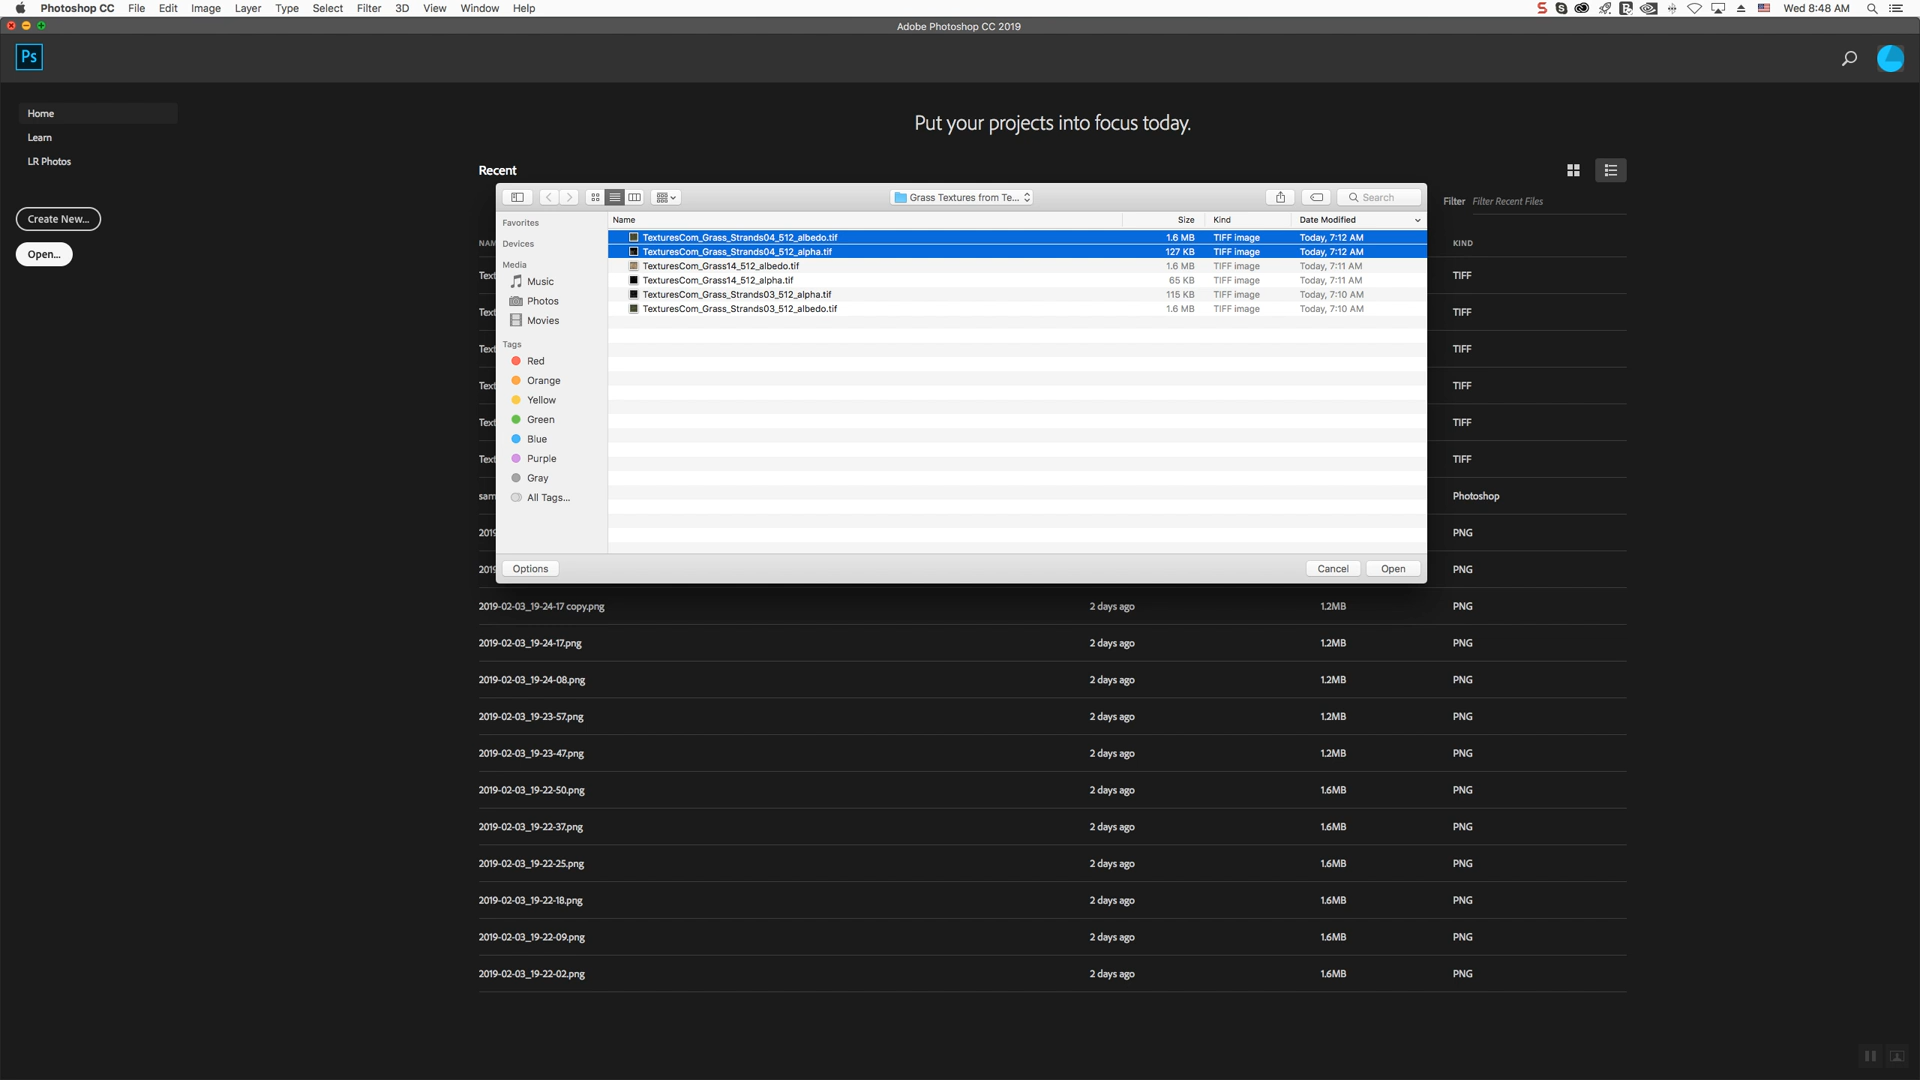 Photoshop CC File Edit Image Layer Type Select Filter 3D View Window Help Wed 8:48 AM
Adobe Photoshop CC 2019
Ps
Home
Learn
LR Photos
Create New...
Open...
Put your projects into focus today.
Recent
Filter Filter Recent Files
Grass Textures from Te...
Search
Favorites
Devices
Media
Music
Photos
Movies
Tags
Red
Orange
Yellow
Green
Blue
Purple
Gray
All Tags...
Name Size Kind Date Modified
TexturesCom_Grass_Strands04_512_albedo.tif 1.6 MB TIFF image Today, 7:12 AM
TexturesCom_Grass_Strands04_512_alpha.tif 127 KB TIFF image Today, 7:12 AM
TexturesCom_Grass14_512_albedo.tif 1.6 MB TIFF image Today, 7:11 AM
TexturesCom_Grass14_512_alpha.tif 65 KB TIFF image Today, 7:11 AM
TexturesCom_Grass_Strands03_512_alpha.tif 115 KB TIFF image Today, 7:10 AM
TexturesCom_Grass_Strands03_512_albedo.tif 1.6 MB TIFF image Today, 7:10 AM
Options Cancel Open
NAM KIND
Text TIFF
Text TIFF
Text TIFF
Text TIFF
Text TIFF
Text TIFF
sam Photoshop
2019 PNG
2019 PNG
2019-02-03_19-24-17 copy.png 2 days ago 1.2MB PNG
2019-02-03_19-24-17.png 2 days ago 1.2MB PNG
2019-02-03_19-24-08.png 2 days ago 1.2MB PNG
2019-02-03_19-23-57.png 2 days ago 1.2MB PNG
2019-02-03_19-23-47.png 2 days ago 1.2MB PNG
2019-02-03_19-22-50.png 2 days ago 1.6MB PNG
2019-02-03_19-22-37.png 2 days ago 1.6MB PNG
2019-02-03_19-22-25.png 2 days ago 1.6MB PNG
2019-02-03_19-22-18.png 2 days ago 1.6MB PNG
2019-02-03_19-22-09.png 2 days ago 1.6MB PNG
2019-02-03_19-22-02.png 2 days ago 1.6MB PNG